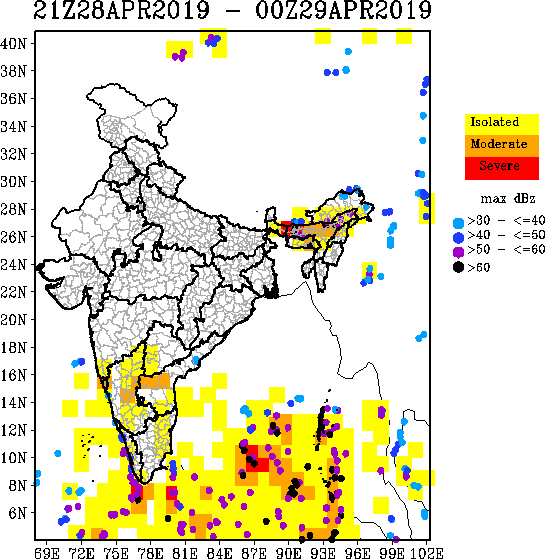 21Z28APR2019 – 00Z29APR2019
40N
38N
36N
34N
32N
30N
28N
26N
24N
22N
20N
18N
16N
14N
12N
10N
8N
6N
69E 72E 75E 78E 81E 84E 87E 90E 93E 96E 99E 102E
Isolated
Moderate
Severe
max dBz
>30 – <=40
>40 – <=50
>50 – <=60
>60